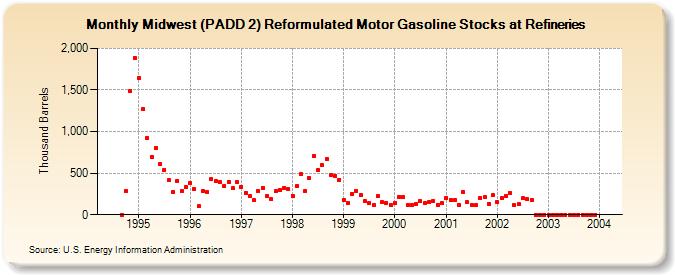 Monthly Midwest (PADD 2) Reformulated Motor Gasoline Stocks at Refineries
Thousand Barrels
2,000
1,500
1,000
500
0
1995 1996 1997 1998 1999 2000 2001 2002 2003 2004
Source: U.S. Energy Information Administration